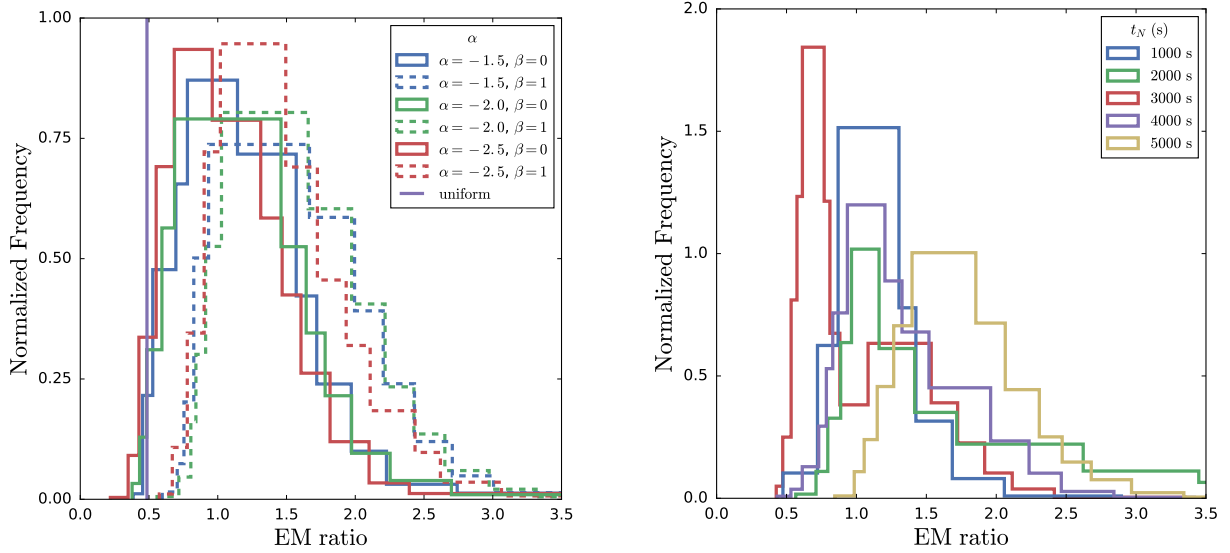 1.00
0.75
0.50
0.25
0.00
Normalized Frequency
0.0 0.5 1.0 1.5 2.0 2.5 3.0 3.5
EM ratio
α
α = −1.5, β = 0
α = −1.5, β = 1
α = −2.0, β = 0
α = −2.0, β = 1
α = −2.5, β = 0
α = −2.5, β = 1
uniform
2.0
1.5
1.0
0.5
0.0
Normalized Frequency
0.0 0.5 1.0 1.5 2.0 2.5 3.0 3.5
EM ratio
t_N (s)
1000 s
2000 s
3000 s
4000 s
5000 s